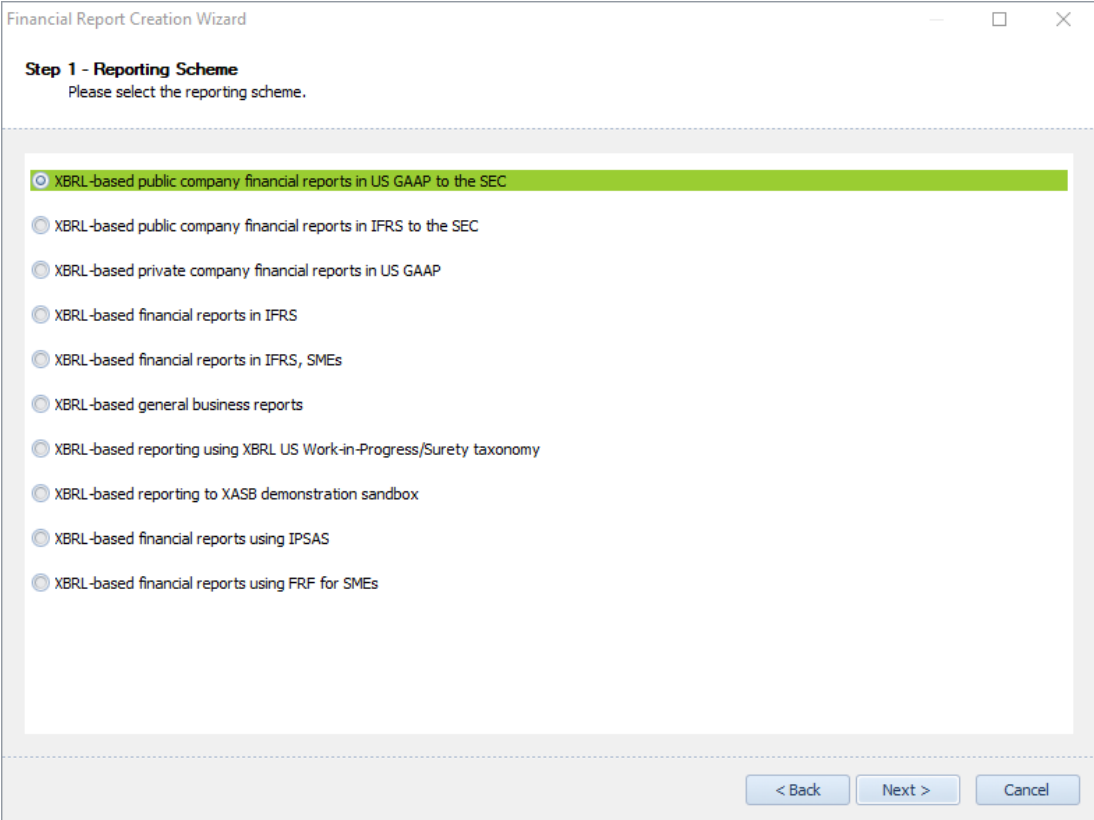 Financial Report Creation Wizard
Step 1 - Reporting Scheme
Please select the reporting scheme.
XBRL-based public company financial reports in US GAAP to the SEC
XBRL-based public company financial reports in IFRS to the SEC
XBRL-based private company financial reports in US GAAP
XBRL-based financial reports in IFRS
XBRL-based financial reports in IFRS, SMEs
XBRL-based general business reports
XBRL-based reporting using XBRL US Work-in-Progress/Surety taxonomy
XBRL-based reporting to XASB demonstration sandbox
XBRL-based financial reports using IPSAS
XBRL-based financial reports using FRF for SMEs
< Back Next > Cancel